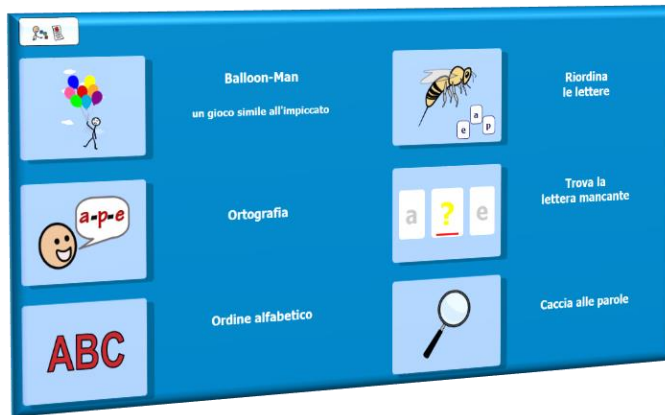 Balloon-Man
un gioco simile all'impiccato
Riordina
le lettere
e
a
p
a-p-e
Ortografia
a ? e
Trova la
lettera mancante
ABC
Ordine alfabetico
Caccia alle parole